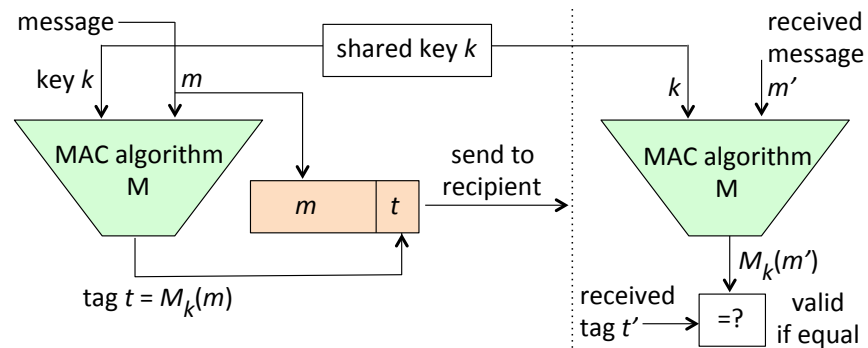 message
shared key k
key k
m
MAC algorithm
M
m
t
send to
recipient
tag t = Mk(m)
received
message
k
m’
MAC algorithm
M
Mk(m’)
received
tag t’
=?
valid
if equal